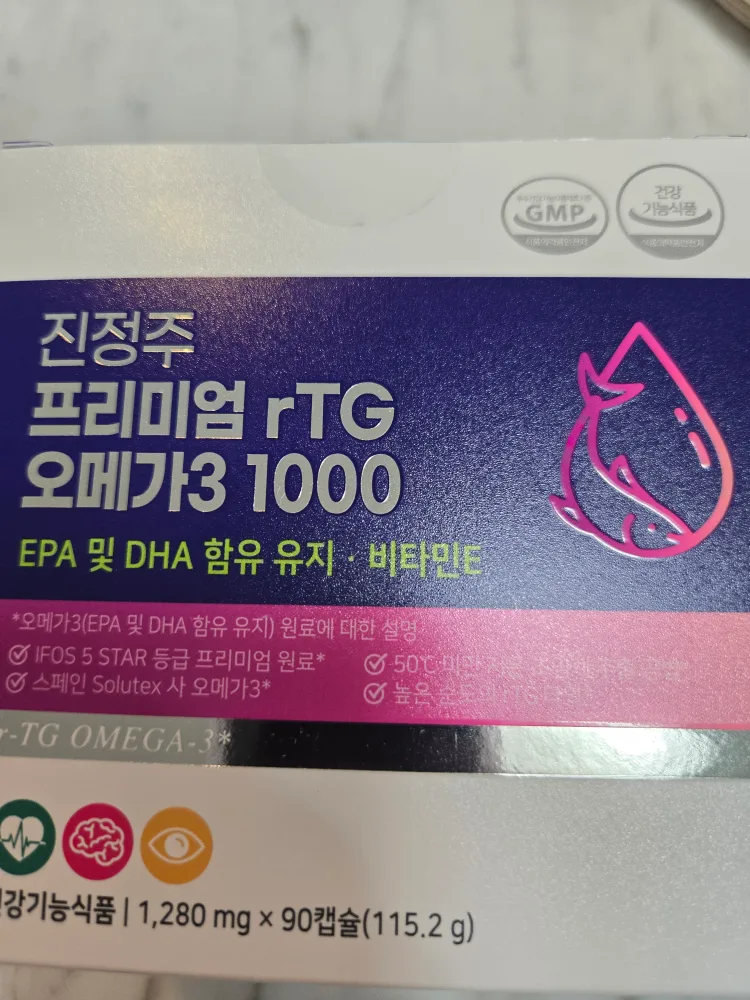 GMP
건강
기능식품
진정주
프리미엄 rTG
오메가3 1000
EPA 및 DHA 함유 유지 · 비타민E
*오메가3(EPA 및 DHA 함유 유지) 원료에 대한 설명
IFOS 5 STAR 등급 프리미엄 원료*
50℃ 미만
스페인 Solutex 사 오메가3*
높은
r-TG OMEGA-3*
강기능식품 | 1,280 mg × 90캡슐(115.2 g)